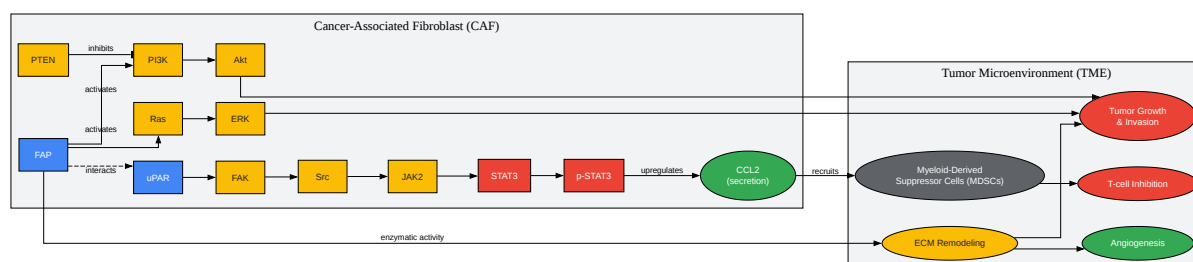 Cancer-Associated Fibroblast (CAF)
PTEN
inhibits
PI3K
Akt
activates
Ras
ERK
activates
FAP
interacts
uPAR
FAK
Src
JAK2
STAT3
p-STAT3
upregulates
CCL2
(secretion)
recruits
enzymatic activity
Tumor Microenvironment (TME)
Tumor Growth
& Invasion
Myeloid-Derived
Suppressor Cells (MDSCs)
T-cell Inhibition
ECM Remodeling
Angiogenesis